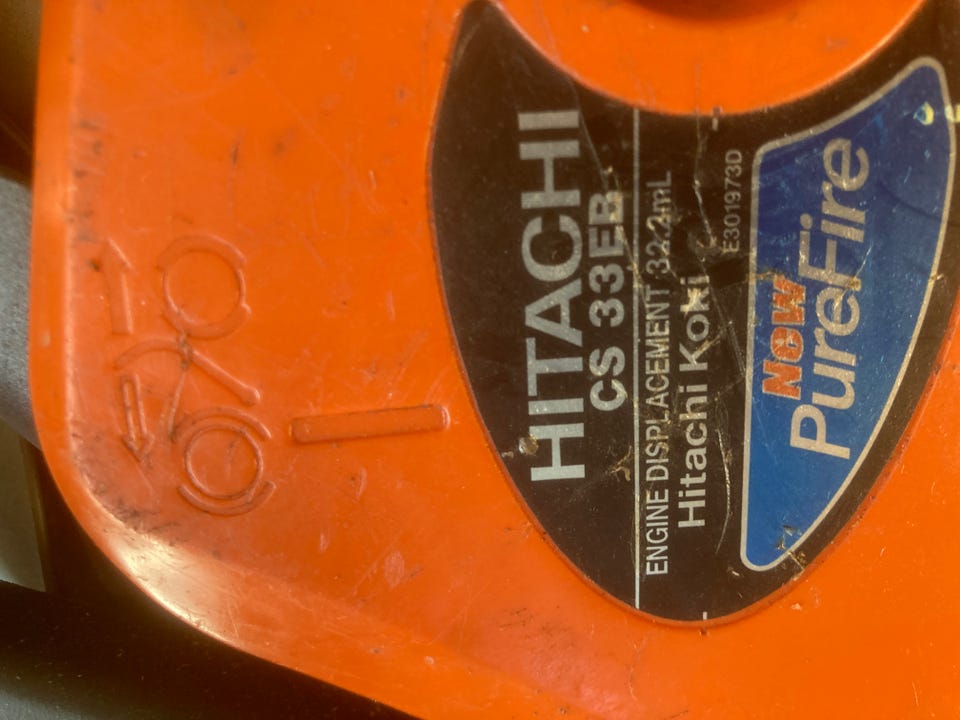 HITACHI
CS 33EB
ENGINE DISPLACEMENT 32.2mL
Hitachi Koki
E301973D
New
PureFire